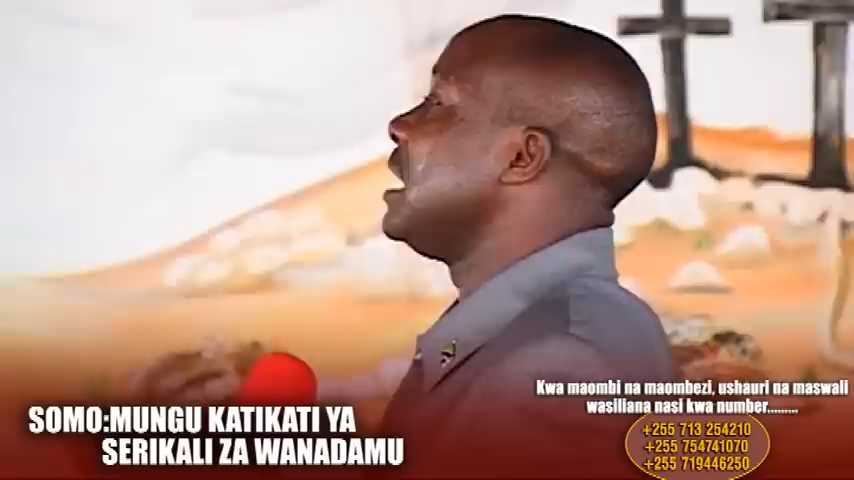 SOMO:MUNGU KATIKATI YA
SERIKALI ZA WANADAMU
Kwa maombi na maombezi, ushauri na maswali
wasiliana nasi kwa number.........
+255 713 254210
+255 754741070
+255 719446250